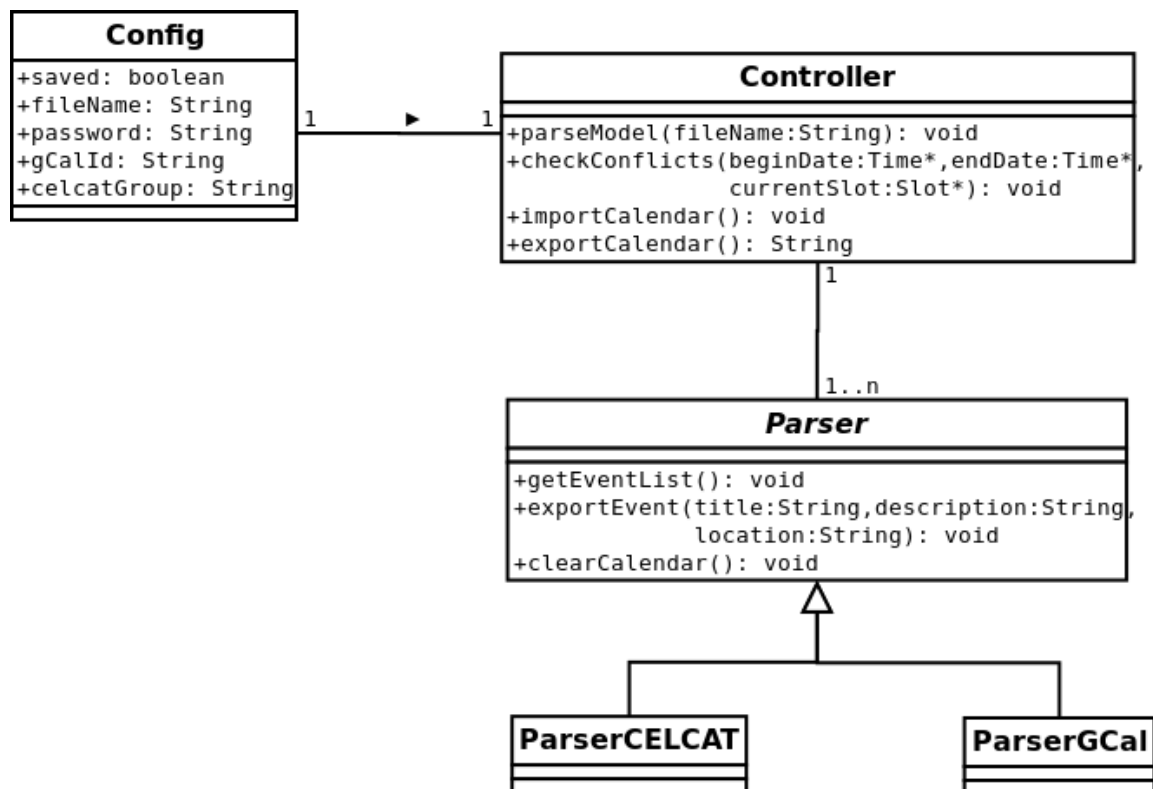 Config
+saved: boolean
+fileName: String
+password: String
+gCalId: String
+celcatGroup: String
1
1
Controller
+parseModel(fileName:String): void
+checkConflicts(beginDate:Time*,endDate:Time*,
currentSlot:Slot*): void
+importCalendar(): void
+exportCalendar(): String
1
1..n
Parser
+getEventList(): void
+exportEvent(title:String,description:String,
location:String): void
+clearCalendar(): void
ParserCELCAT
ParserGCal